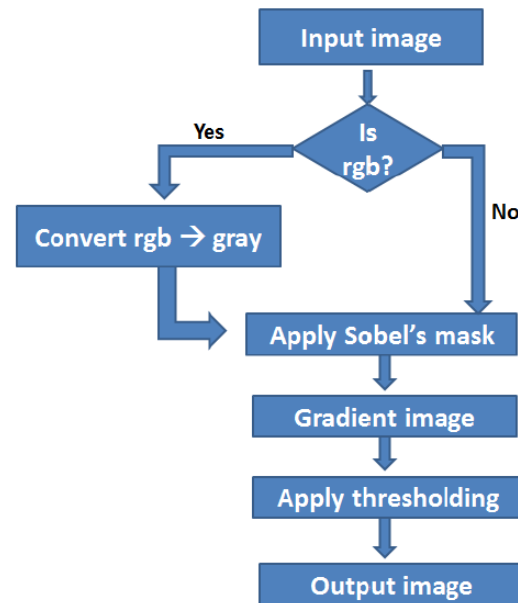 Input image
Is
rgb?
Yes
No
Convert rgb → gray
Apply Sobel's mask
Gradient image
Apply thresholding
Output image